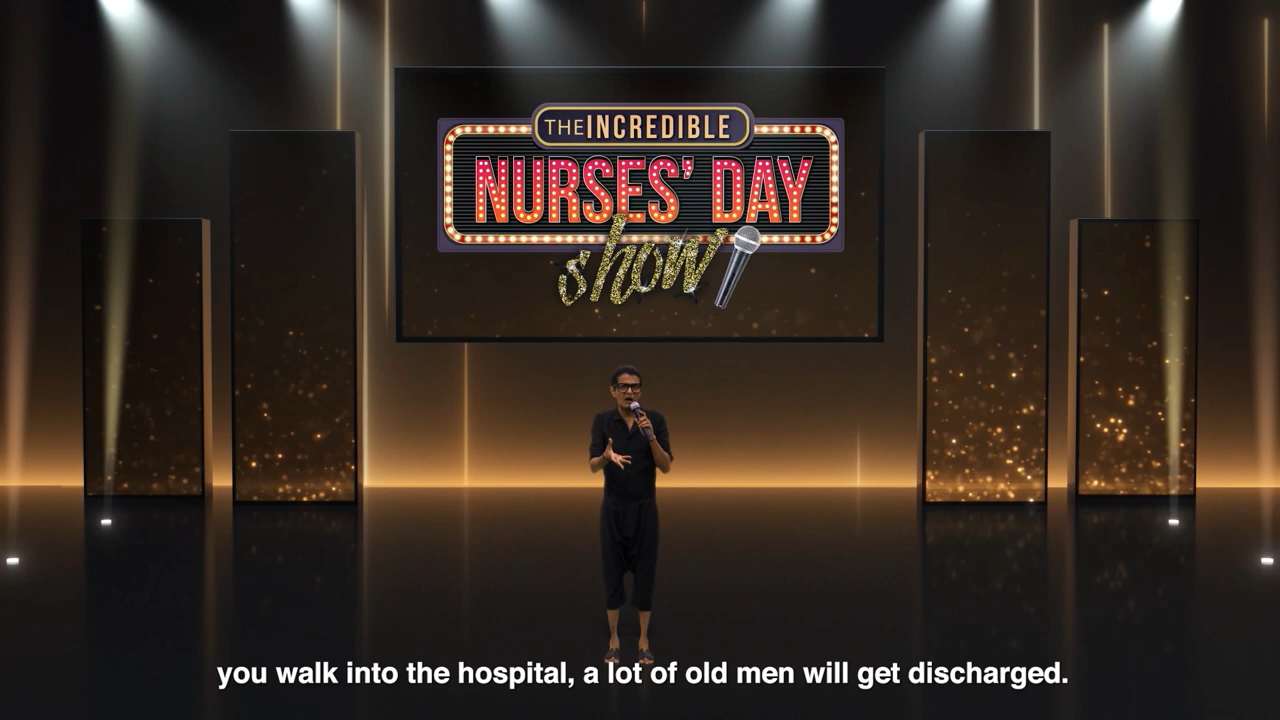 THE INCREDIBLE
NURSES' DAY
show
you walk into the hospital, a lot of old men will get discharged.